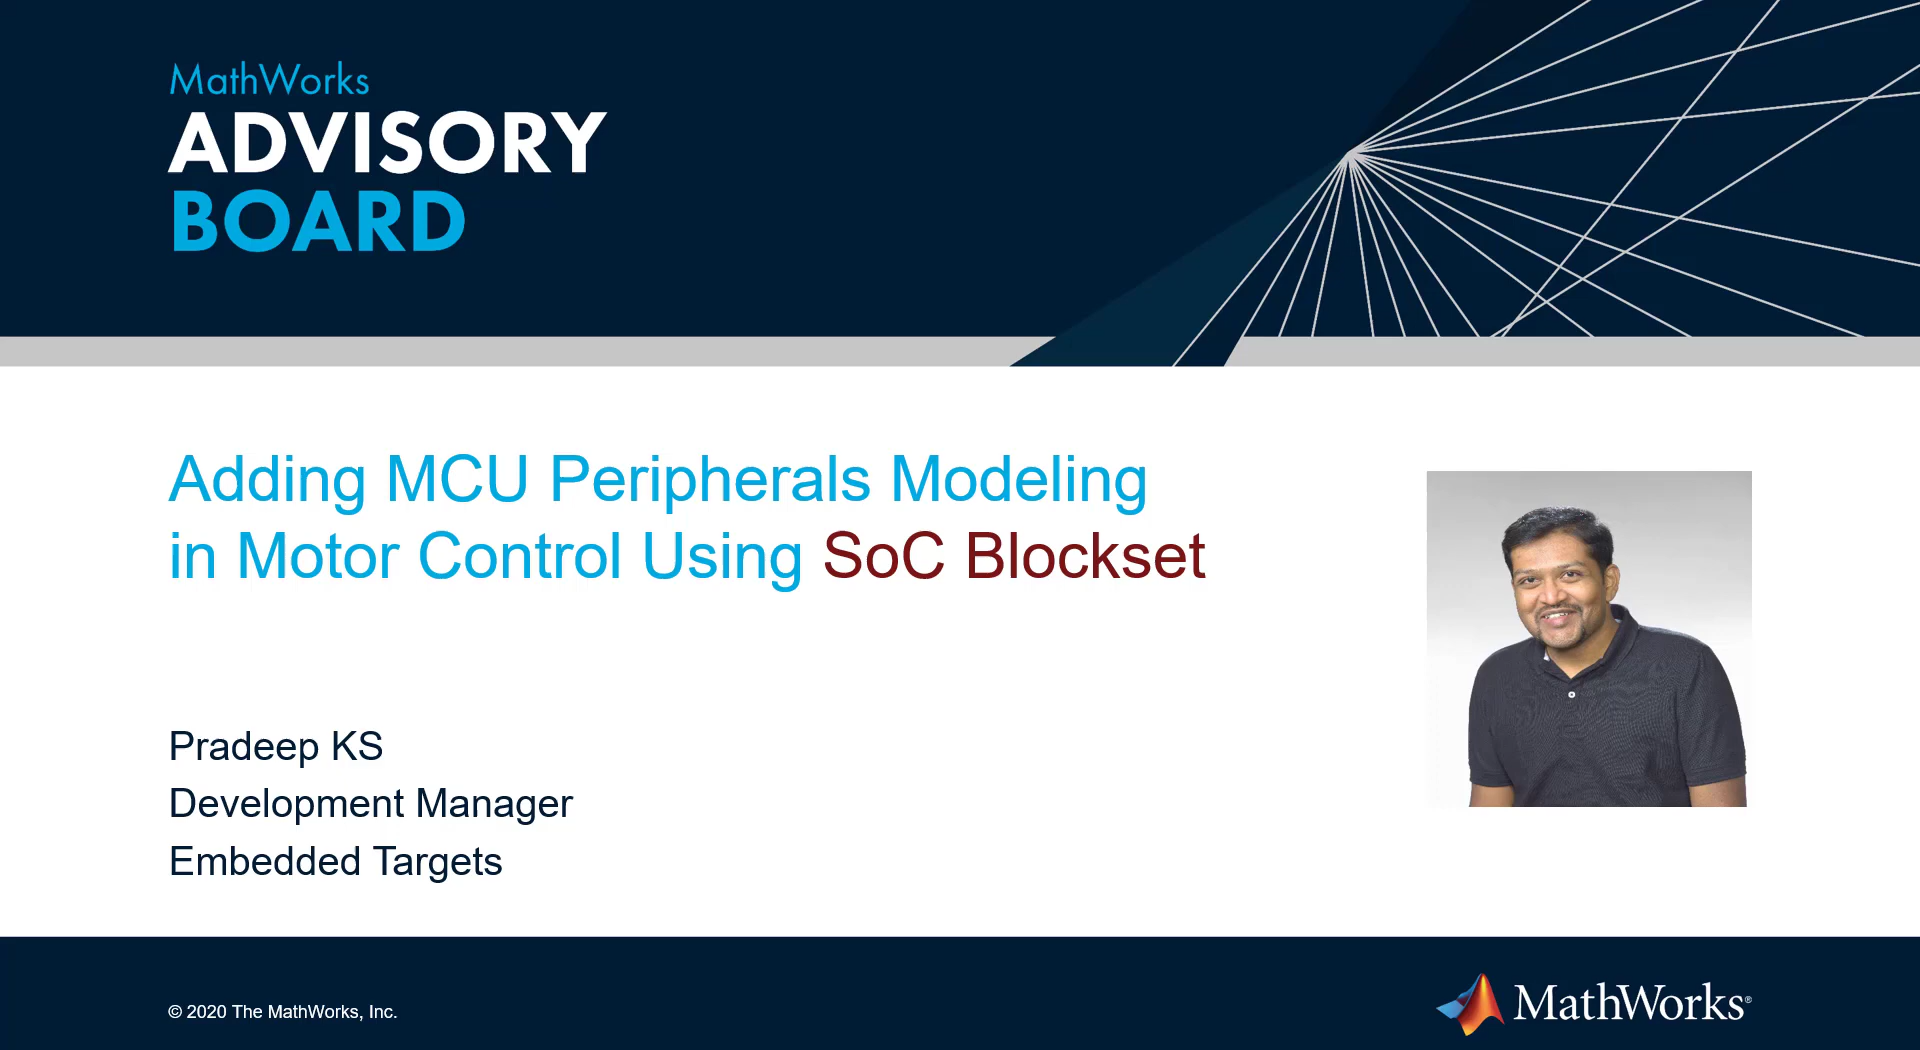 MathWorks
ADVISORY
BOARD
Adding MCU Peripherals Modeling
in Motor Control Using SoC Blockset
Pradeep KS
Development Manager
Embedded Targets
© 2020 The MathWorks, Inc.
MathWorks®